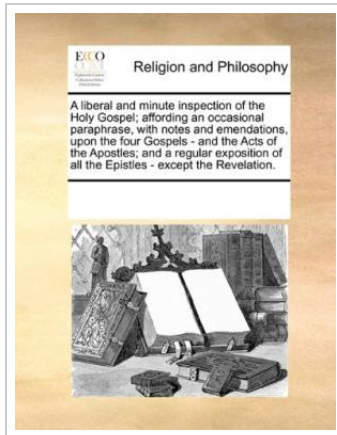 ECCO
Religion and Philosophy
A liberal and minute inspection of the
Holy Gospel; affording an occasional
paraphrase, with notes and emendations,
upon the four Gospels - and the Acts of
the Apostles; and a regular exposition of
all the Epistles - except the Revelation.